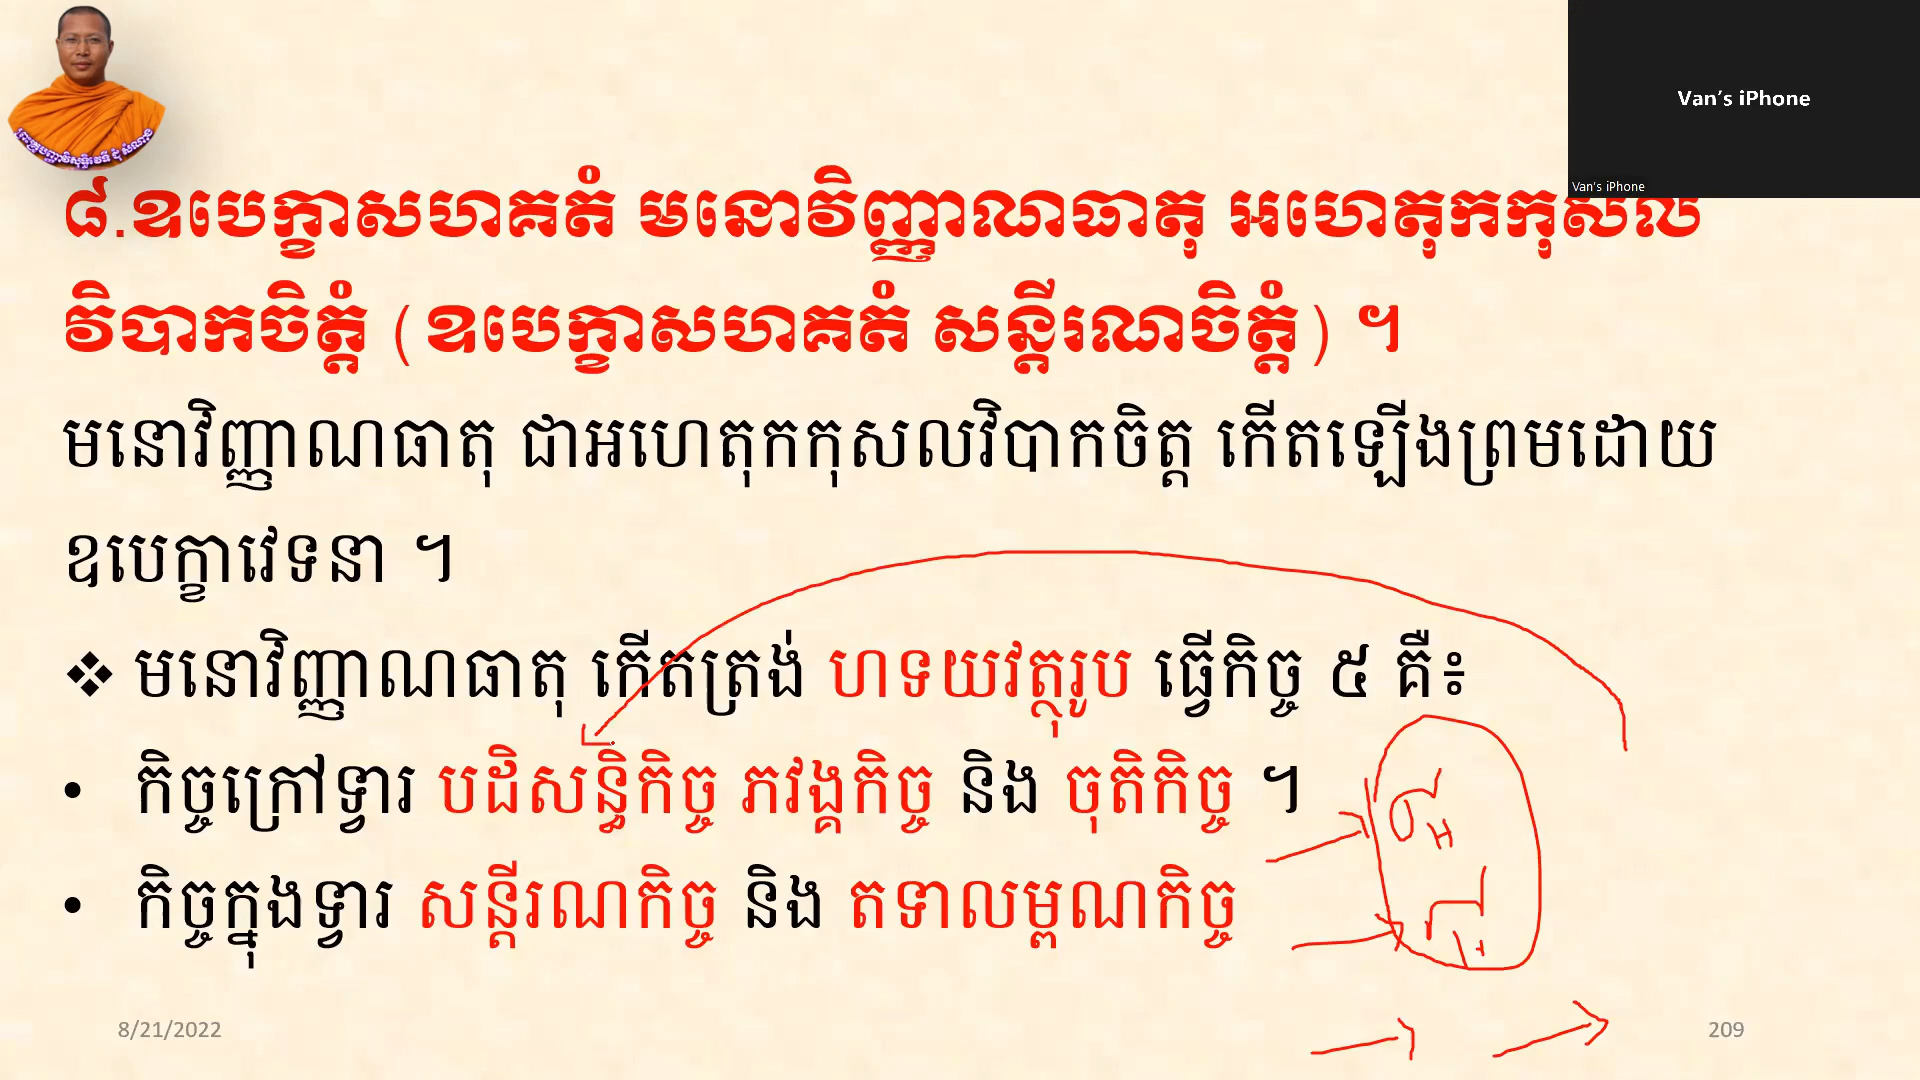 Van's iPhone
Van's iPhone
៨.ឧបេក្ខាសហគតំ មនោវិញ្ញាណធាតុ អហេតុកកុសល
វិបាកចិត្តំ (ឧបេក្ខាសហគតំ សន្តីរណចិត្តំ) ។
មនោវិញ្ញាណធាតុ ជាអហេតុកកុសលវិបាកចិត្ត កើតឡើងព្រមដោយ
ឧបេក្ខាវេទនា ។
❖ មនោវិញ្ញាណធាតុ កើតត្រង់ ហទយវត្ថុរូប ធ្វើកិច្ច ៥ គឺ៖
• កិច្ចក្រៅទ្វារ បដិសន្ធិកិច្ច ភវង្គកិច្ច និង ចុតិកិច្ច ។
• កិច្ចក្នុងទ្វារ សន្តីរណកិច្ច និង តទាលម្ពណកិច្ច
8/21/2022
209